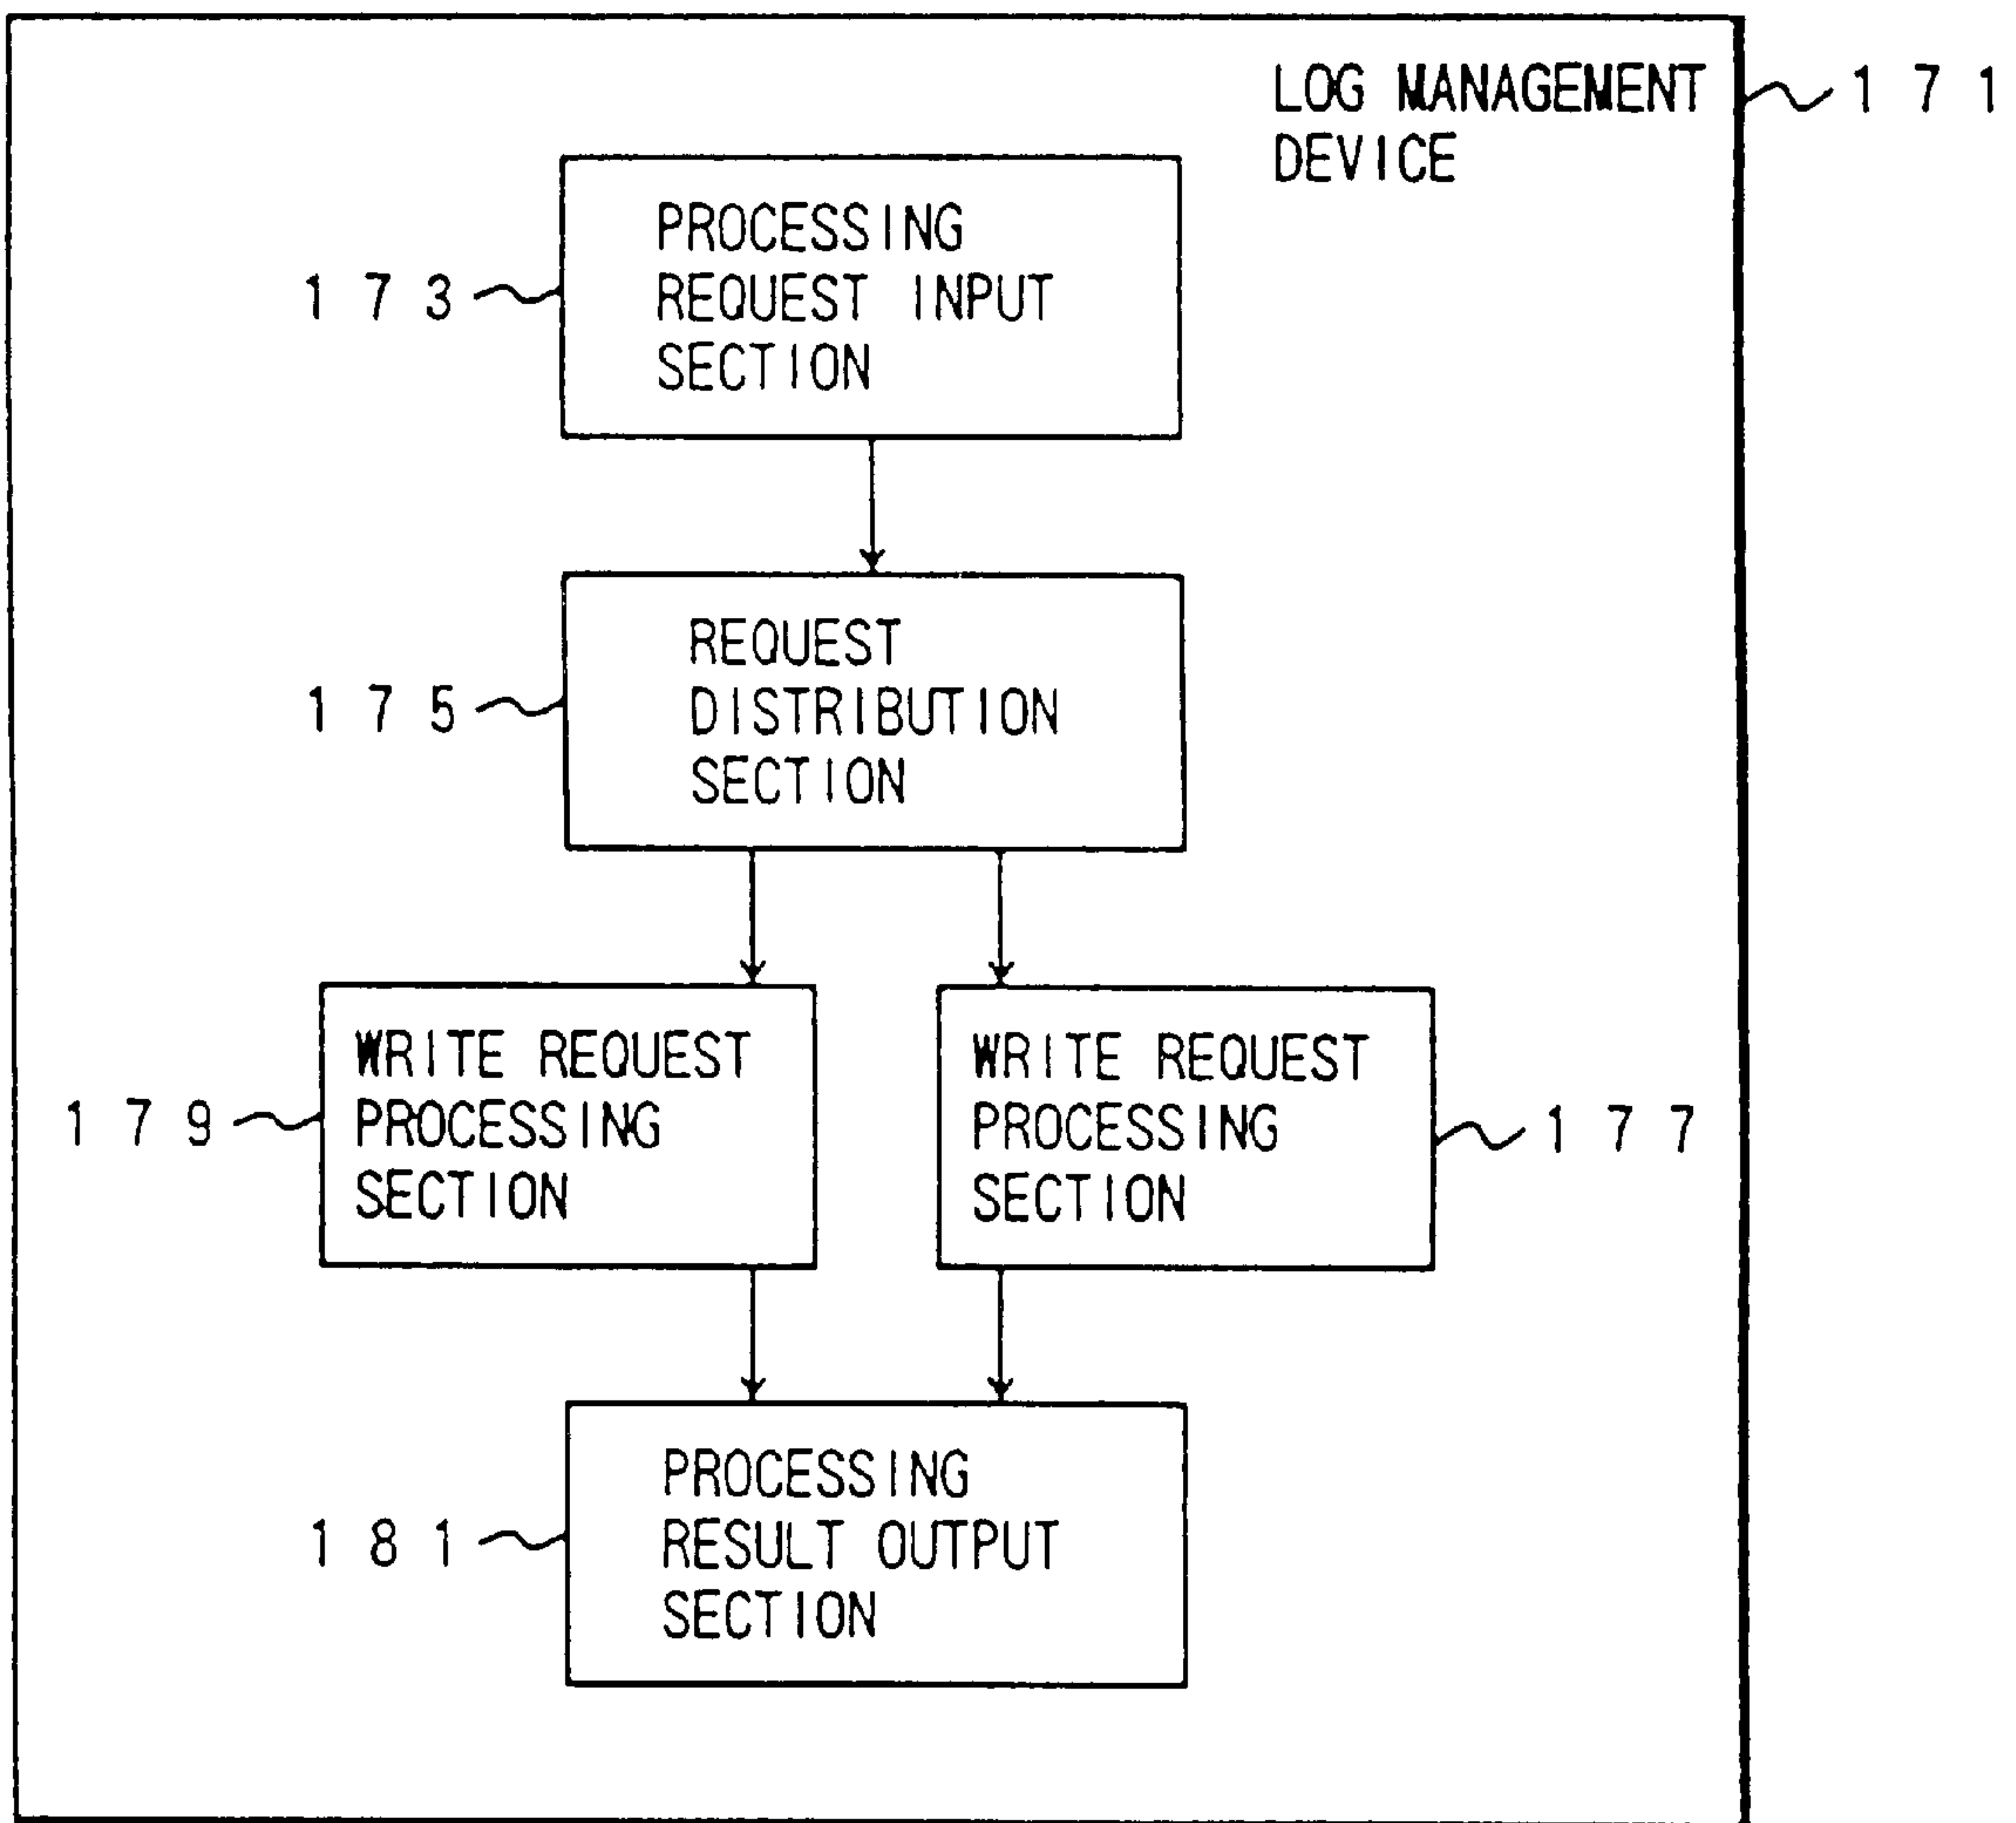 LOG MANAGEMENT
DEVICE
171
PROCESSING
REQUEST INPUT
SECTION
173
REQUEST
DISTRIBUTION
SECTION
175
WRITE REQUEST
PROCESSING
SECTION
179
WRITE REQUEST
PROCESSING
SECTION
177
PROCESSING
RESULT OUTPUT
SECTION
181